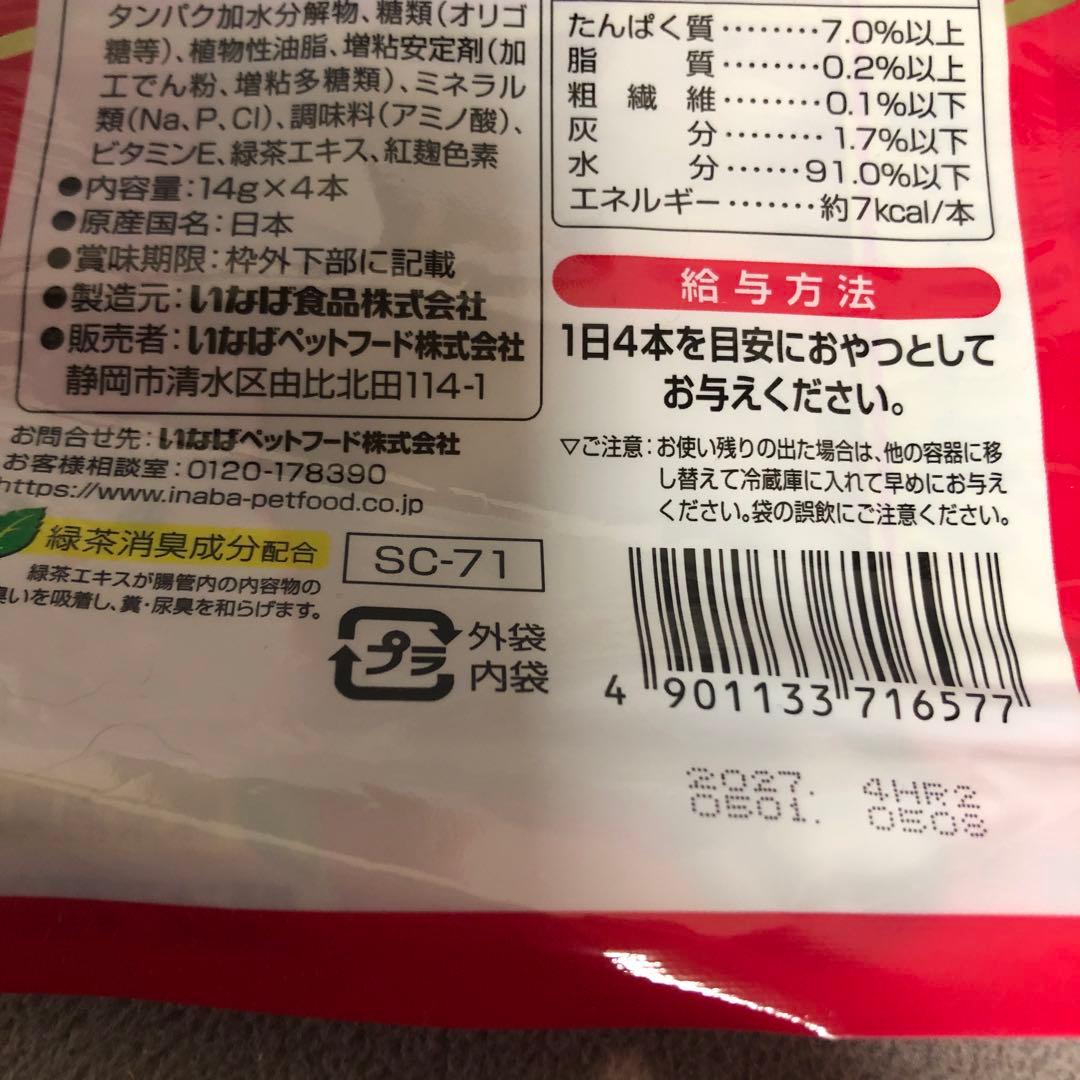 タンパク加水分解物、糖類(オリゴ
糖等)、植物性油脂、増粘安定剤(加
工でん粉、増粘多糖類)、ミネラル
類(Na、P、Cl)、調味料(アミノ酸)、
ビタミンE、緑茶エキス、紅麹色素
●内容量:14g×4本
●原産国名:日本
●賞味期限:枠外下部に記載
●製造元:いなば食品株式会社
●販売者:いなばペットフード株式会社
静岡市清水区由比北田114-1
お問合せ先:いなばペットフード株式会社
お客様相談室:0120-178390
https://www.inaba-petfood.co.jp
緑茶消臭成分配合
緑茶エキスが腸管内の内容物の
臭いを吸着し、糞・尿臭を和らげます。
SC-71
プラ
外袋
内袋
たんぱく質………7.0%以上
脂質………0.2%以上
粗繊維………0.1%以下
灰分………1.7%以下
水分……91.0%以下
エネルギー………約7kcal/本
給与方法
1日4本を目安におやつとして
お与えください。
▽ご注意:お使い残りの出た場合は、他の容器に移
し替えて冷蔵庫に入れて早めにお与え
ください。袋の誤飲にご注意ください。
4 901133 716577
2027. 4HR2
0501. 0508